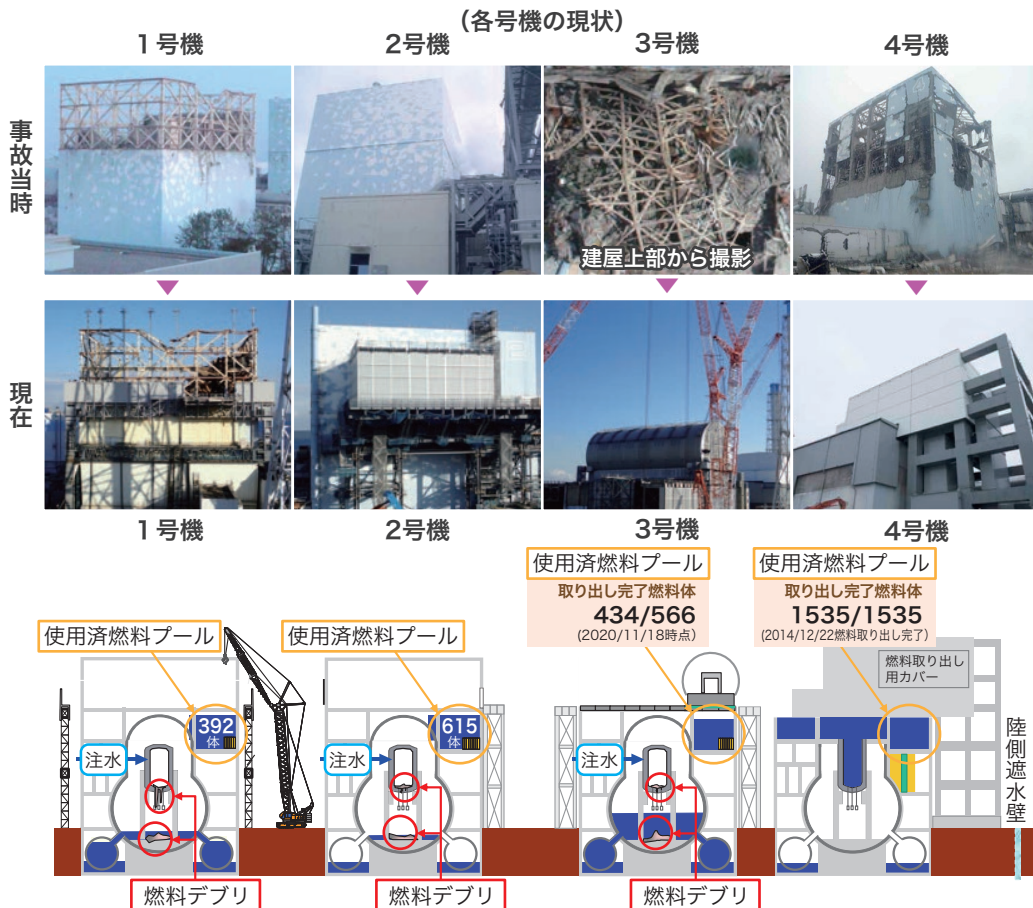 (各号機の現状)
1号機
2号機
3号機
4号機
事故当時
建屋上部から撮影
現在
1号機
2号機
3号機
4号機
使用済燃料プール
取り出し完了燃料体
434/566
(2020/11/18時点)
使用済燃料プール
取り出し完了燃料体
1535/1535
(2014/12/22燃料取り出し完了)
使用済燃料プール
使用済燃料プール
燃料取り出し
用カバー
392
体
615
体
注水
注水
注水
陸側遮水壁
燃料デブリ
燃料デブリ
燃料デブリ